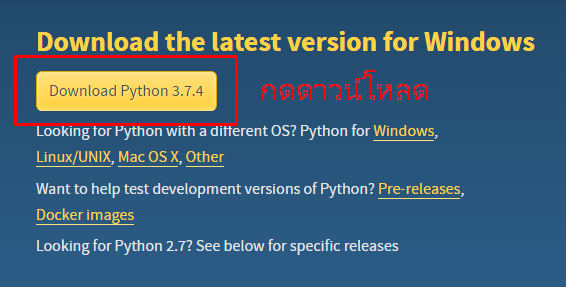 Download the latest version for Windows
Download Python 3.7.4
กดดาวน์โหลด
Looking for Python with a different OS? Python for Windows,
Linux/UNIX, Mac OS X, Other
Want to help test development versions of Python? Pre-releases,
Docker images
Looking for Python 2.7? See below for specific releases